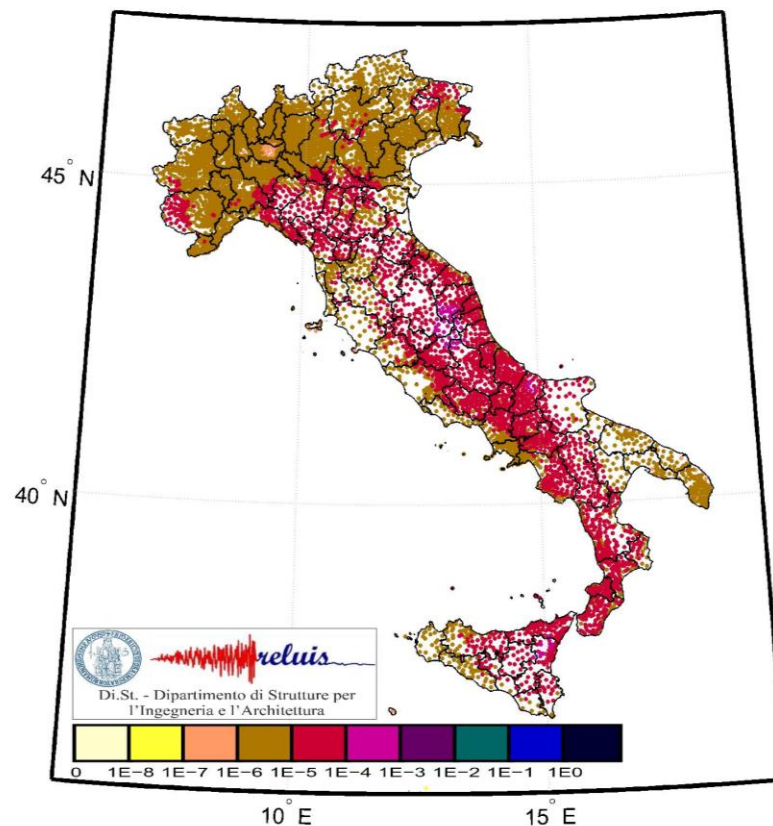 45° N
40° N
reluis
Di.St. - Dipartimento di Strutture per
l'Ingegneria e l'Architettura
0 1E-8 1E-7 1E-6 1E-5 1E-4 1E-3 1E-2 1E-1 1E0
10° E 15° E